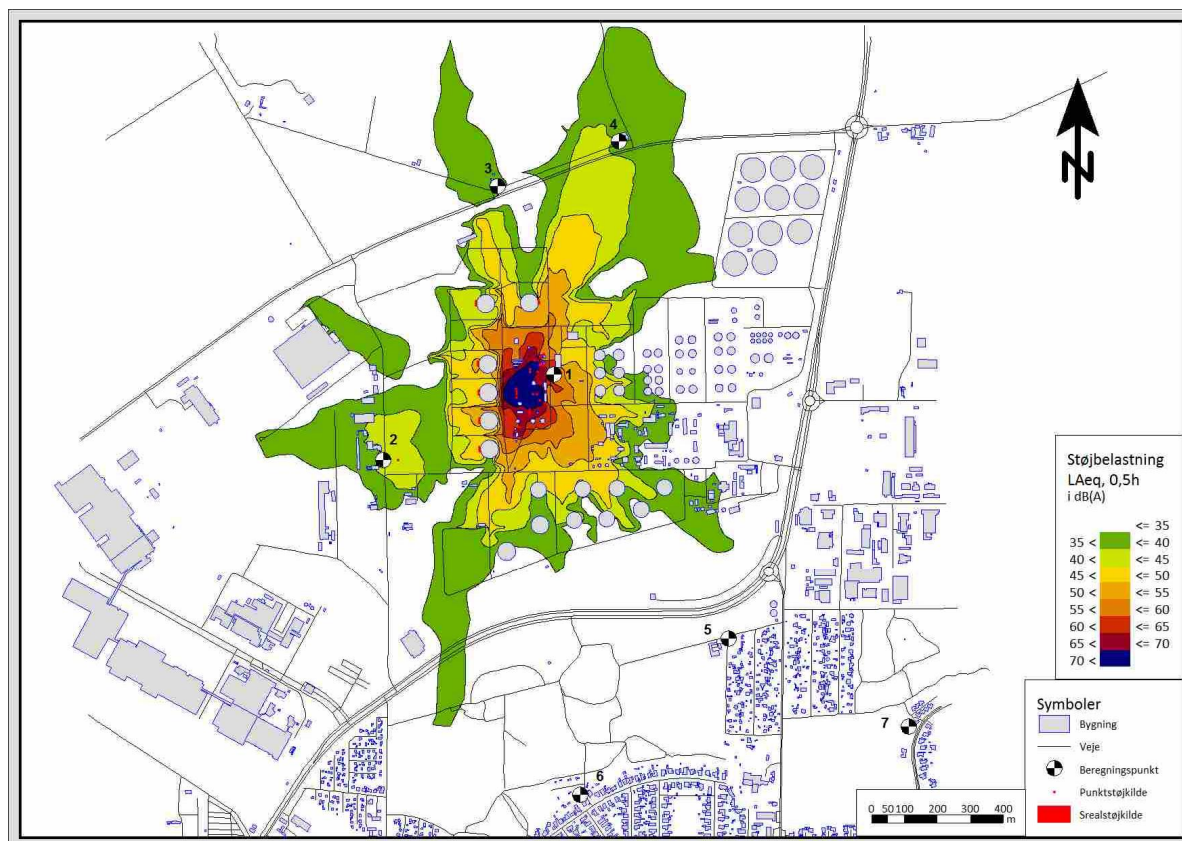 4
3
N
1
2
5
7
6
Støjbelastning
LAeq, 0,5h
i dB(A)
<= 35
35 < <= 40
40 < <= 45
45 < <= 50
50 < <= 55
55 < <= 60
60 < <= 65
65 < <= 70
70 <
Symboler
Bygning
Veje
Beregningspunkt
Punktstøjkilde
Srealstøjkilde
0 50 100 200 300 400
m